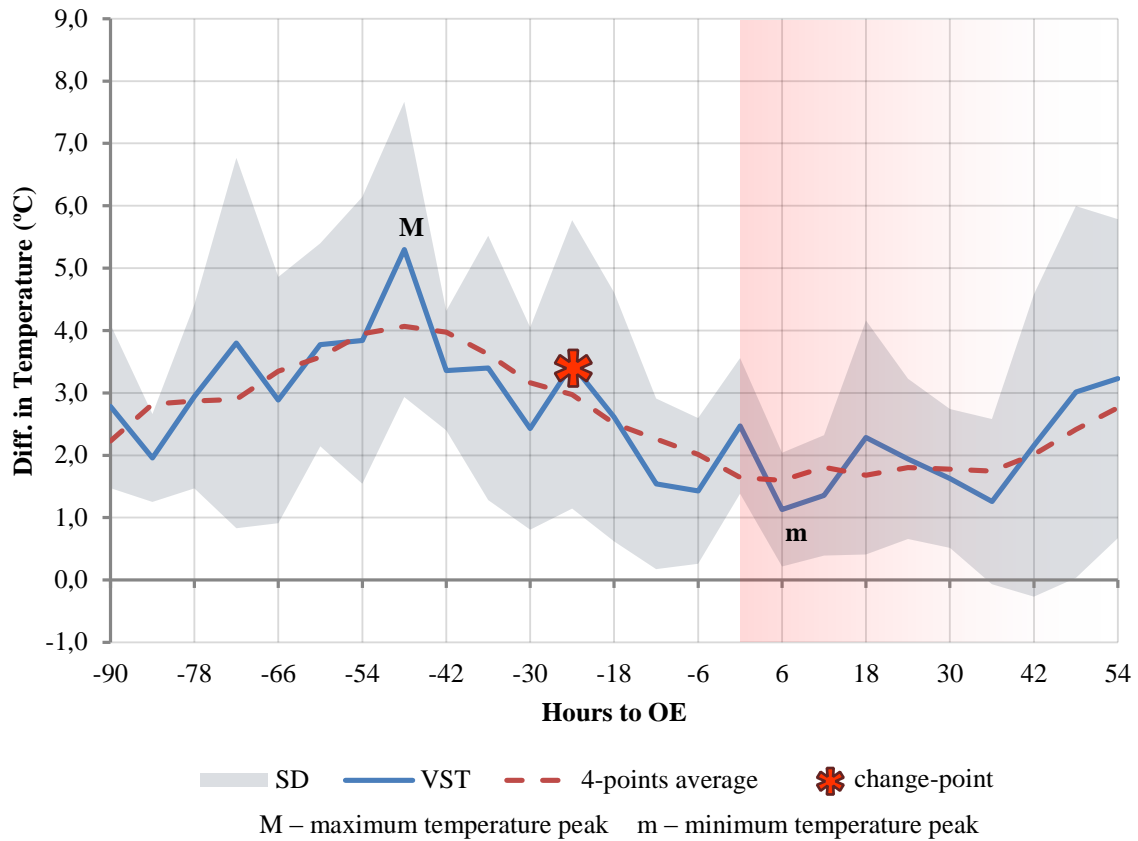 9,0
8,0
7,0
6,0
5,0
4,0
3,0
2,0
1,0
0,0
-1,0
Diff. in Temperature (ºC)
M
m
-90 -78 -66 -54 -42 -30 -18 -6 6 18 30 42 54
Hours to OE
SD VST 4-points average change-point
M – maximum temperature peak m – minimum temperature peak